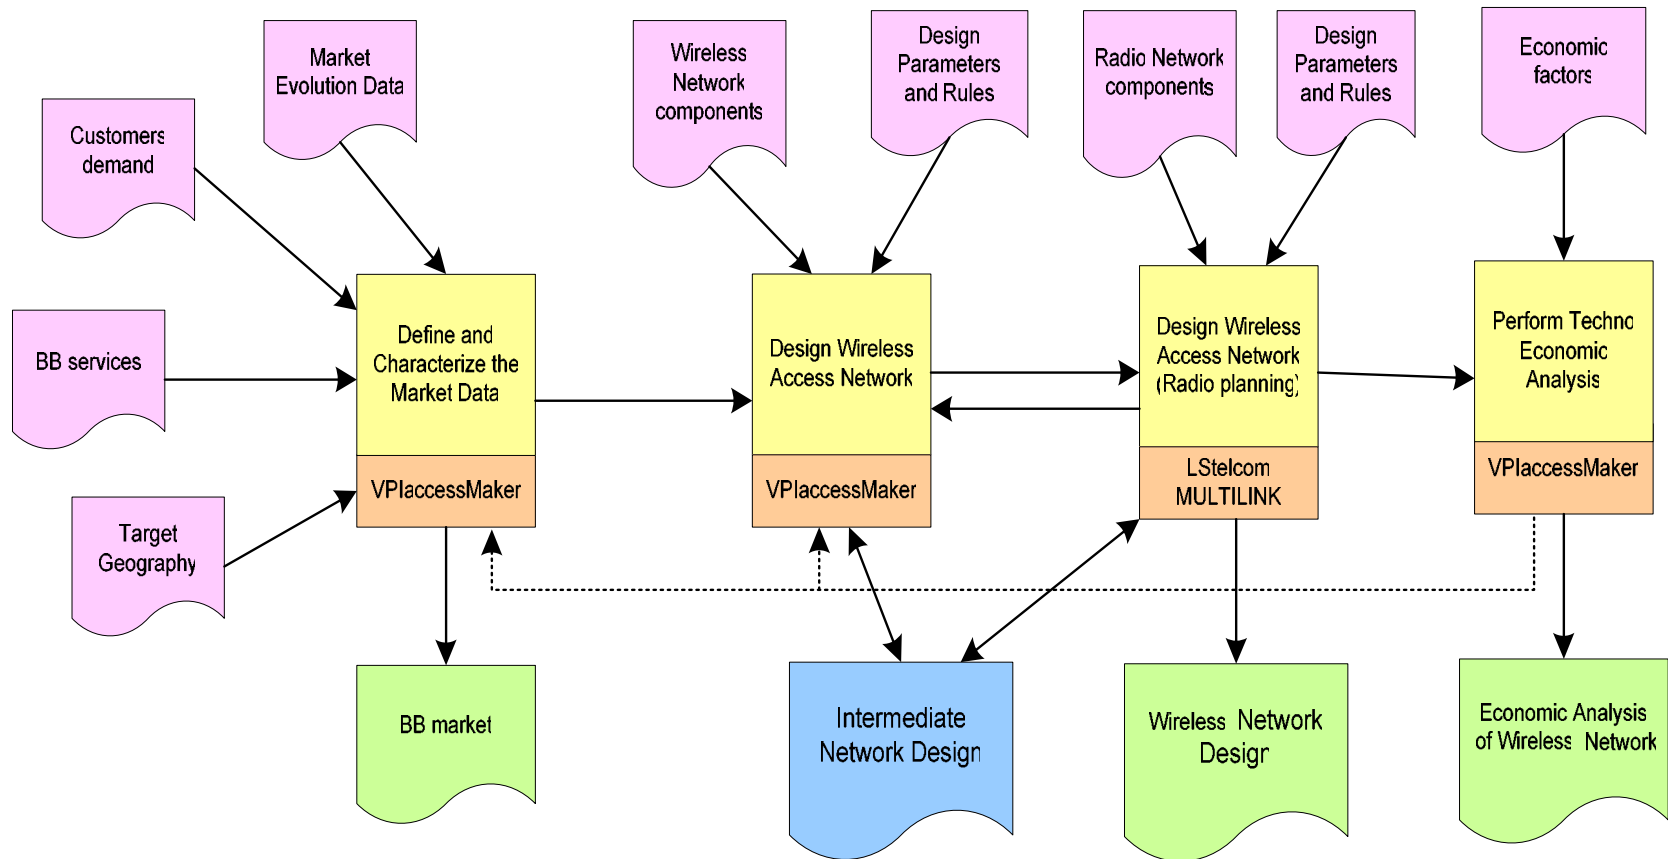 Market
Evolution Data
Wireless
Network
components
Design
Parameters
and Rules
Radio Network
components
Design
Parameters
and Rules
Economic
factors
Customers
demand
BB services
Target
Geography
Define and
Characterize the
Market Data
VPIaccessMaker
Design Wireless
Access Network
VPIaccessMaker
Design Wireless
Access Network
(Radio planning)
LStelcom
MULTILINK
Perform Techno
Economic
Analysis
VPIaccessMaker
BB market
Intermediate
Network Design
Wireless Network
Design
Economic Analysis
of Wireless Network